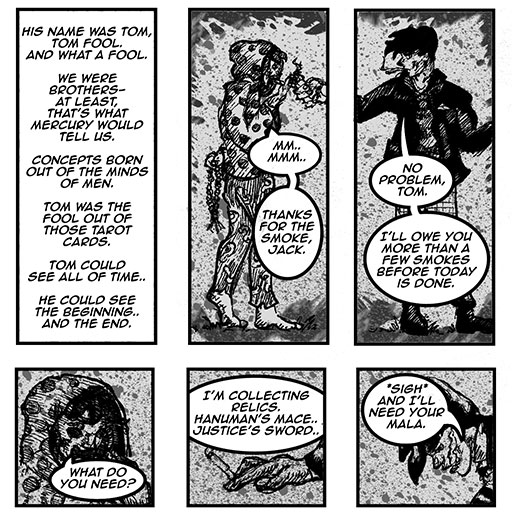 HIS NAME WAS TOM,
TOM FOOL.
AND WHAT A FOOL.
WE WERE
BROTHERS-
AT LEAST,
THAT'S WHAT
MERCURY WOULD
TELL US.
CONCEPTS BORN
OUT OF THE MINDS
OF MEN.
TOM WAS THE
FOOL OUT OF
THOSE TAROT
CARDS.
TOM COULD
SEE ALL OF TIME..
HE COULD SEE
THE BEGINNING..
AND THE END.
MM..
MMM..
THANKS
FOR THE
SMOKE,
JACK.
NO
PROBLEM,
TOM.
I'LL OWE YOU
MORE THAN A
FEW SMOKES
BEFORE TODAY
IS DONE.
WHAT DO
YOU NEED?
I'M COLLECTING
RELICS.
HANUMAN'S MACE..
JUSTICE'S SWORD..
*SIGH*
AND I'LL
NEED YOUR
MALA.